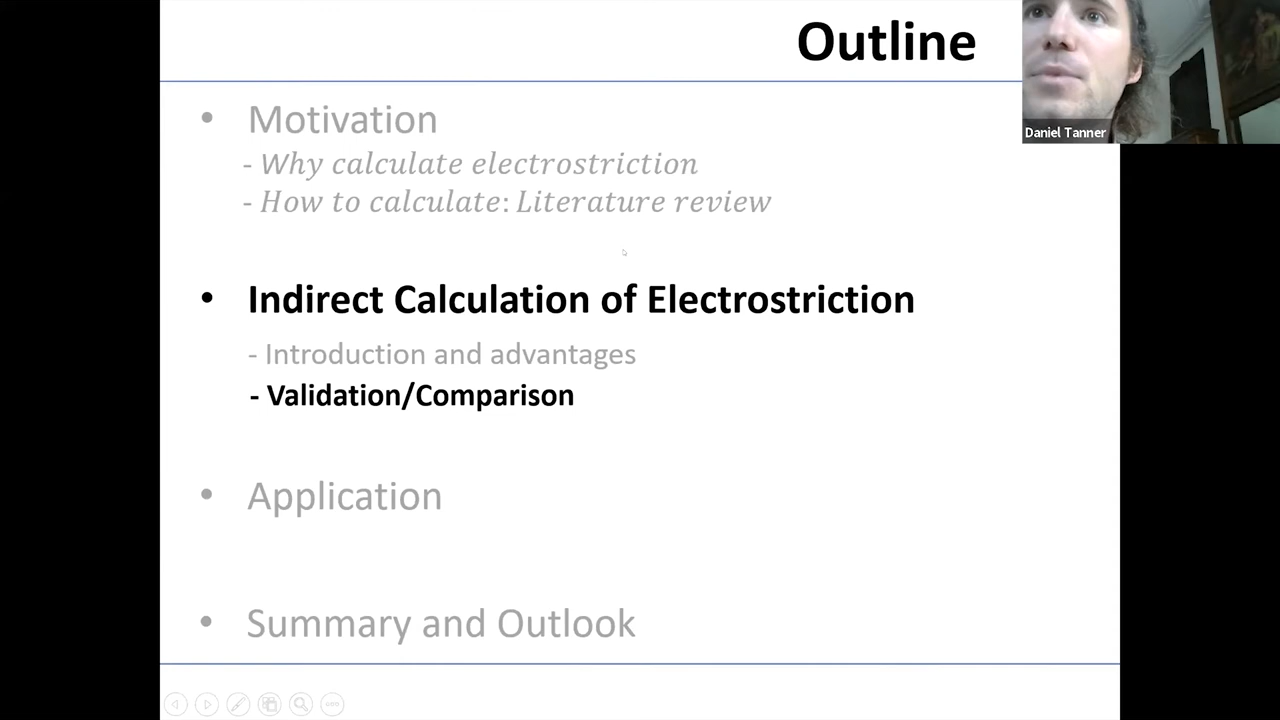 Outline
Daniel Tanner
• Motivation
- Why calculate electrostriction
- How to calculate: Literature review
• Indirect Calculation of Electrostriction
- Introduction and advantages
- Validation/Comparison
• Application
• Summary and Outlook